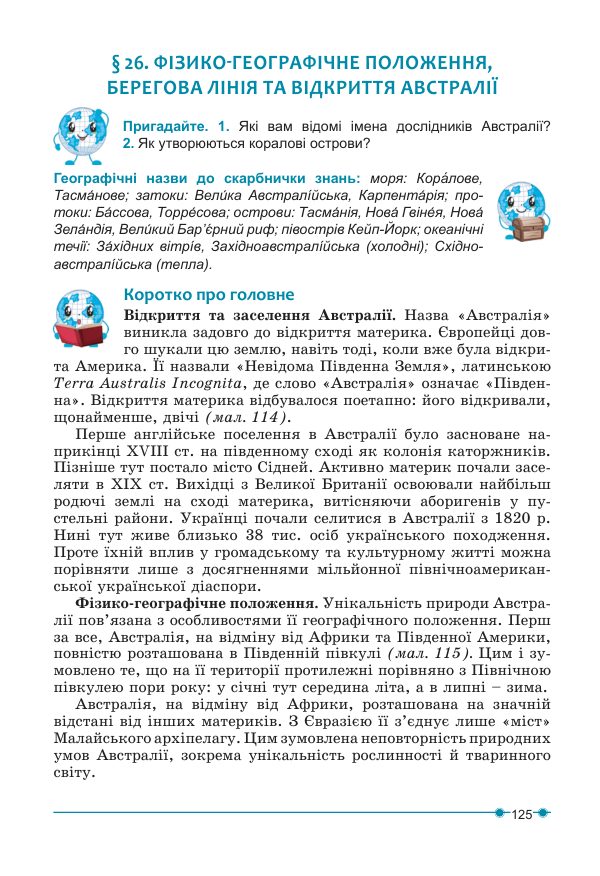 § 26. ФІЗИКО-ГЕОГРАФІЧНЕ ПОЛОЖЕННЯ,
БЕРЕГОВА ЛІНІЯ ТА ВІДКРИТТЯ АВСТРАЛІЇ
Пригадайте. 1. Які вам відомі імена дослідників Австралії?
2. Як утворюються коралові острови?
Географічні назви до скарбнички знань: моря: Кора́лове,
Тасма́нове; затоки: Вели́ка Австралі́йська, Карпента́рія; про-
токи: Ба́ссова, Торре́сова; острови: Тасма́нія, Нова́ Гвіне́я, Нова́
Зела́ндія, Вели́кий Бар’є́рний риф; півострів Кейп-Йорк; океанічні
течії: За́хідних вітрі́в, Західноавстралі́йська (холодні); Східно-
австралі́йська (тепла).
Коротко про головне
Відкриття та заселення Австралії. Назва «Австралія»
виникла задовго до відкриття материка. Європейці дов-
го шукали цю землю, навіть тоді, коли вже була відкри-
та Америка. Її назвали «Невідома Південна Земля», латинською
Terra Australis Incognita, де слово «Австралія» означає «Півден-
на». Відкриття материка відбувалося поетапно: його відкривали,
щонайменше, двічі (мал. 114).
Перше англійське поселення в Австралії було засноване на-
прикінці XVIII ст. на південному сході як колонія каторжників.
Пізніше тут постало місто Сідней. Активно материк почали засе-
ляти в XIX ст. Вихідці з Великої Британії освоювали найбільш
родючі землі на сході материка, витісняючи аборигенів у пу-
стельні райони. Українці почали селитися в Австралії з 1820 р.
Нині тут живе близько 38 тис. осіб українського походження.
Проте їхній вплив у громадському та культурному житті можна
порівняти лише з досягненнями мільйонної північноамерикан-
ської української діаспори.
Фізико-географічне положення. Унікальність природи Австра-
лії пов’язана з особливостями її географічного положення. Перш
за все, Австралія, на відміну від Африки та Південної Америки,
повністю розташована в Південній півкулі (мал. 115). Цим і зу-
мовлено те, що на її території протилежні порівняно з Північною
півкулею пори року: у січні тут середина літа, а в липні – зима.
Австралія, на відміну від Африки, розташована на значній
відстані від інших материків. З Євразією її з’єднує лише «міст»
Малайського архіпелагу. Цим зумовлена неповторність природних
умов Австралії, зокрема унікальність рослинності й тваринного
світу.
125